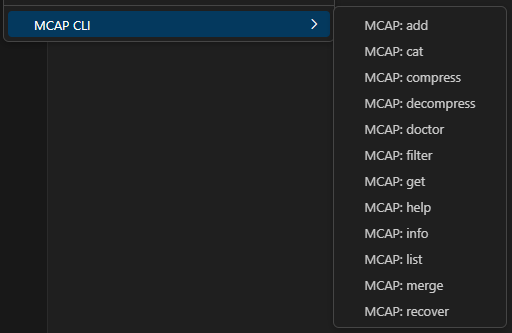 MCAP CLI
MCAP: add
MCAP: cat
MCAP: compress
MCAP: decompress
MCAP: doctor
MCAP: filter
MCAP: get
MCAP: help
MCAP: info
MCAP: list
MCAP: merge
MCAP: recover